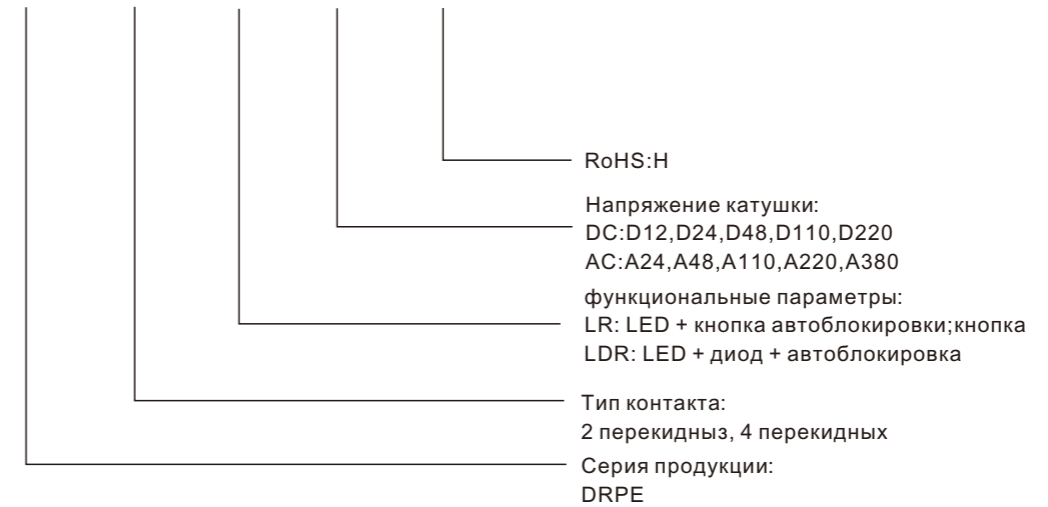 RoHS:H
Напряжение катушки:
DC:D12,D24,D48,D110,D220
AC:A24,A48,A110,A220,A380
функциональные параметры:
LR: LED + кнопка автоблокировки;кнопка
LDR: LED + диод + автоблокировка
Тип контакта:
2 перекидныз, 4 перекидных
Серия продукции:
DRPE